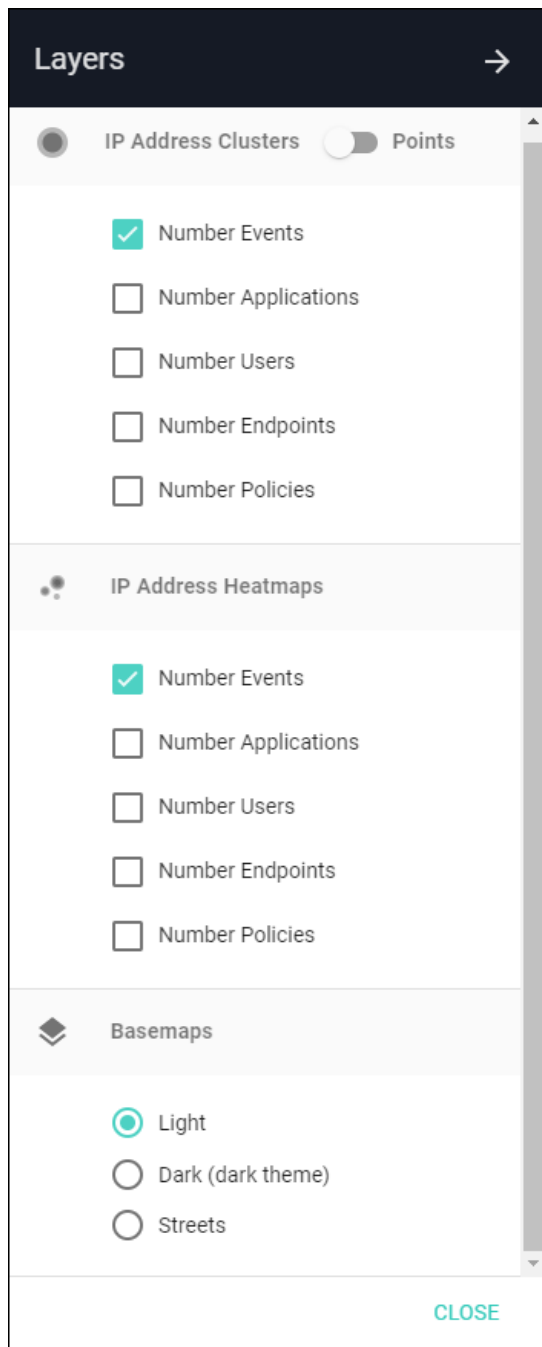 Layers
IP Address Clusters Points
Number Events
Number Applications
Number Users
Number Endpoints
Number Policies
IP Address Heatmaps
Number Events
Number Applications
Number Users
Number Endpoints
Number Policies
Basemaps
Light
Dark (dark theme)
Streets
CLOSE